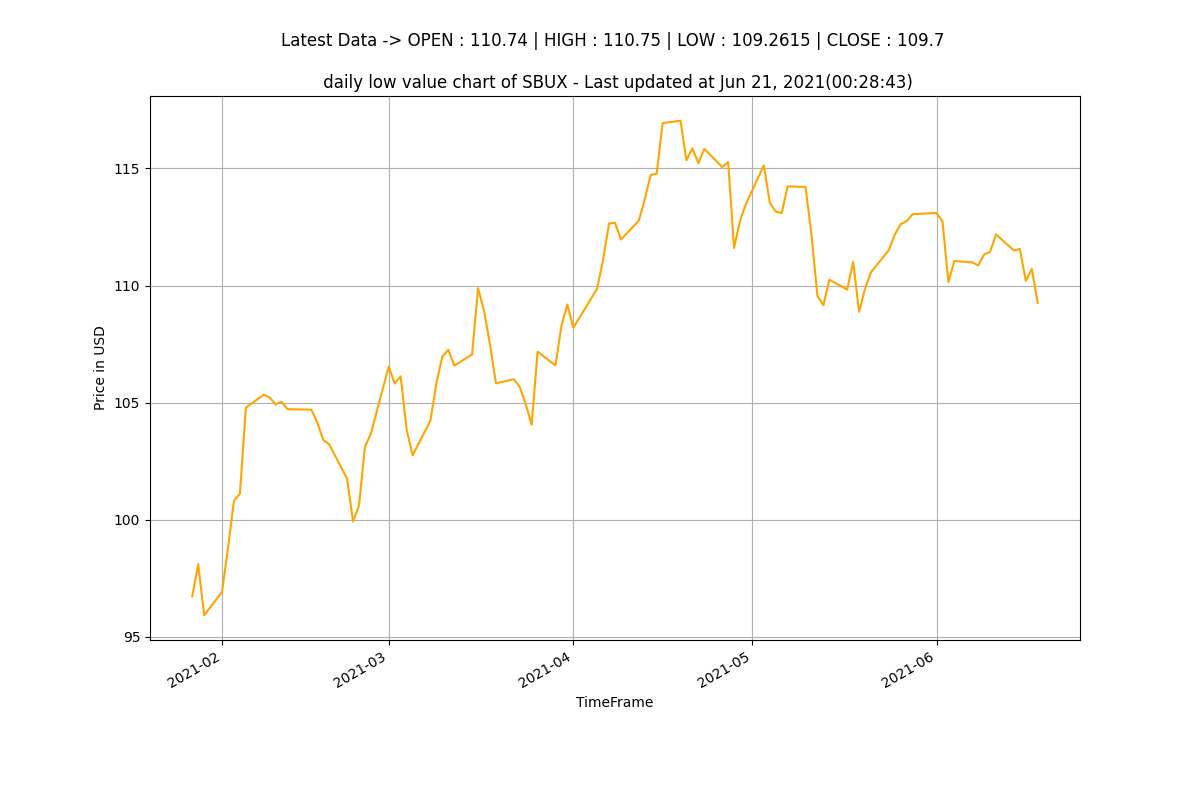 Latest Data -> OPEN : 110.74 | HIGH : 110.75 | LOW : 109.2615 | CLOSE : 109.7
daily low value chart of SBUX - Last updated at Jun 21, 2021(00:28:43)
115
110
105
100
95
Price in USD
2021-02
2021-03
2021-04
2021-05
2021-06
TimeFrame